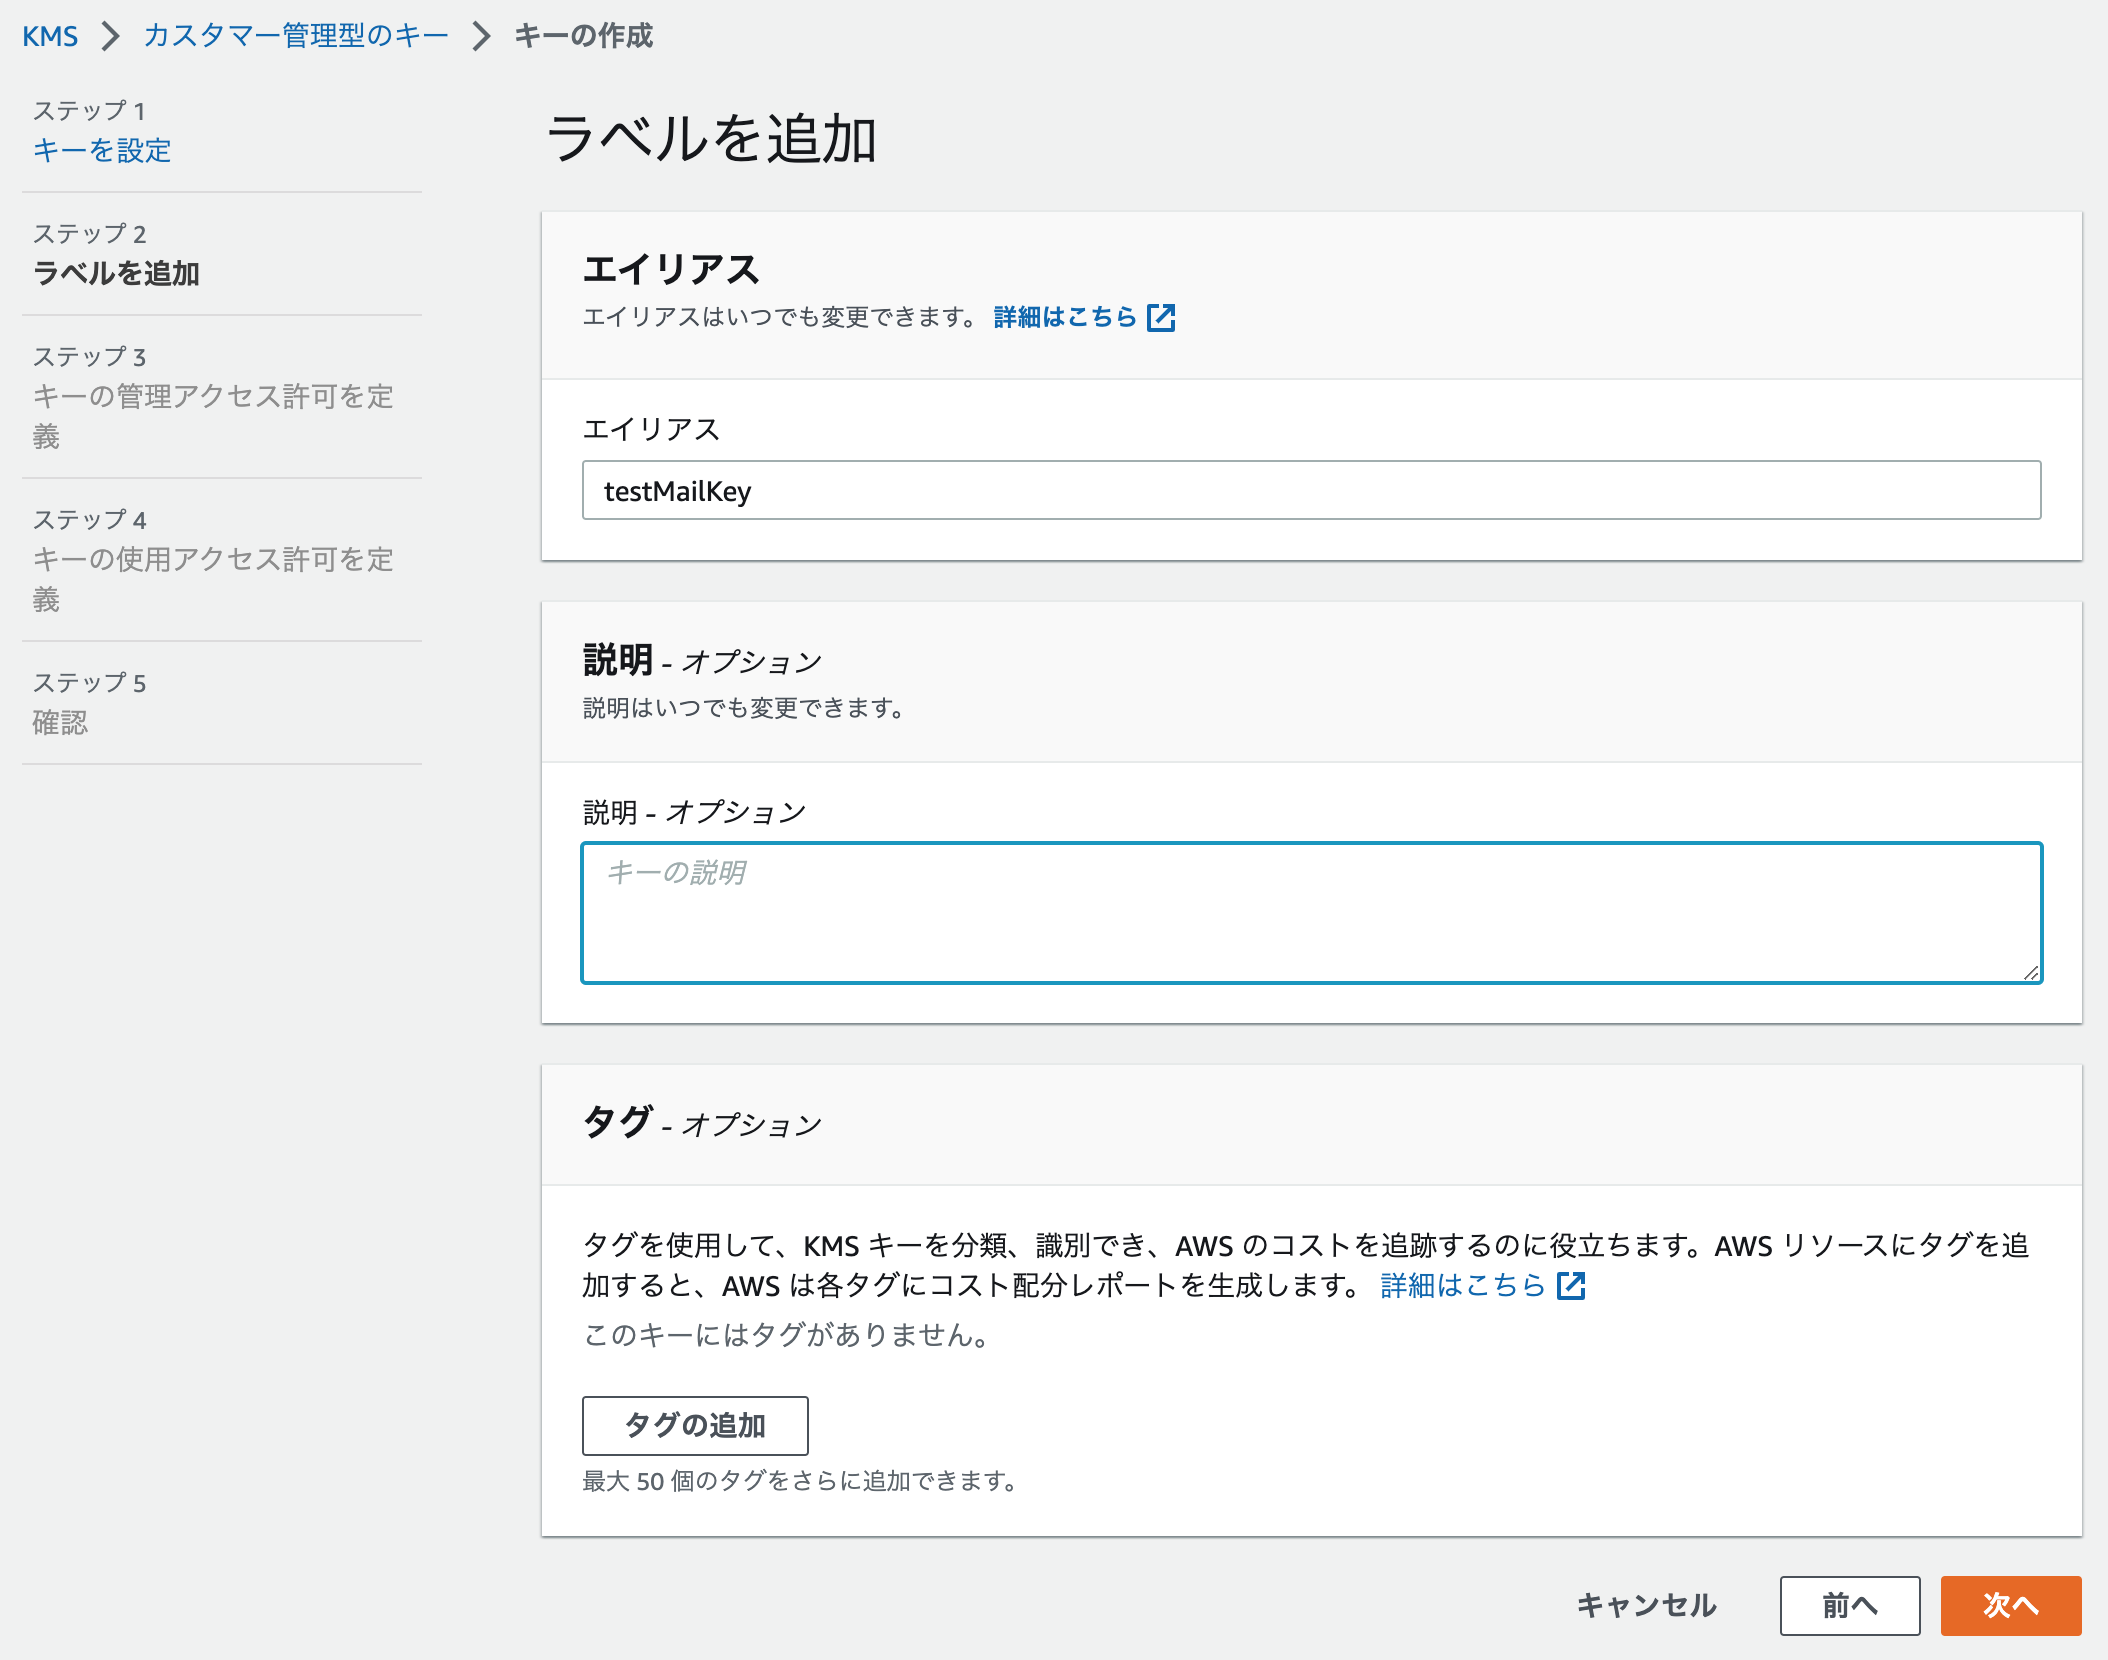 KMS > カスタマー管理型のキー > キーの作成
ステップ 1
キーを設定
ステップ 2
ラベルを追加
ステップ 3
キーの管理アクセス許可を定
義
ステップ 4
キーの使用アクセス許可を定
義
ステップ 5
確認
ラベルを追加
エイリアス
エイリアスはいつでも変更できます。 詳細はこちら
エイリアス
testMailKey
説明 - オプション
説明はいつでも変更できます。
説明 - オプション
キーの説明
タグ - オプション
タグを使用して、KMS キーを分類、識別でき、AWS のコストを追跡するのに役立ちます。AWS リソースにタグを追
加すると、AWS は各タグにコスト配分レポートを生成します。 詳細はこちら
このキーにはタグがありません。
タグの追加
最大 50 個のタグをさらに追加できます。
キャンセル 前へ 次へ